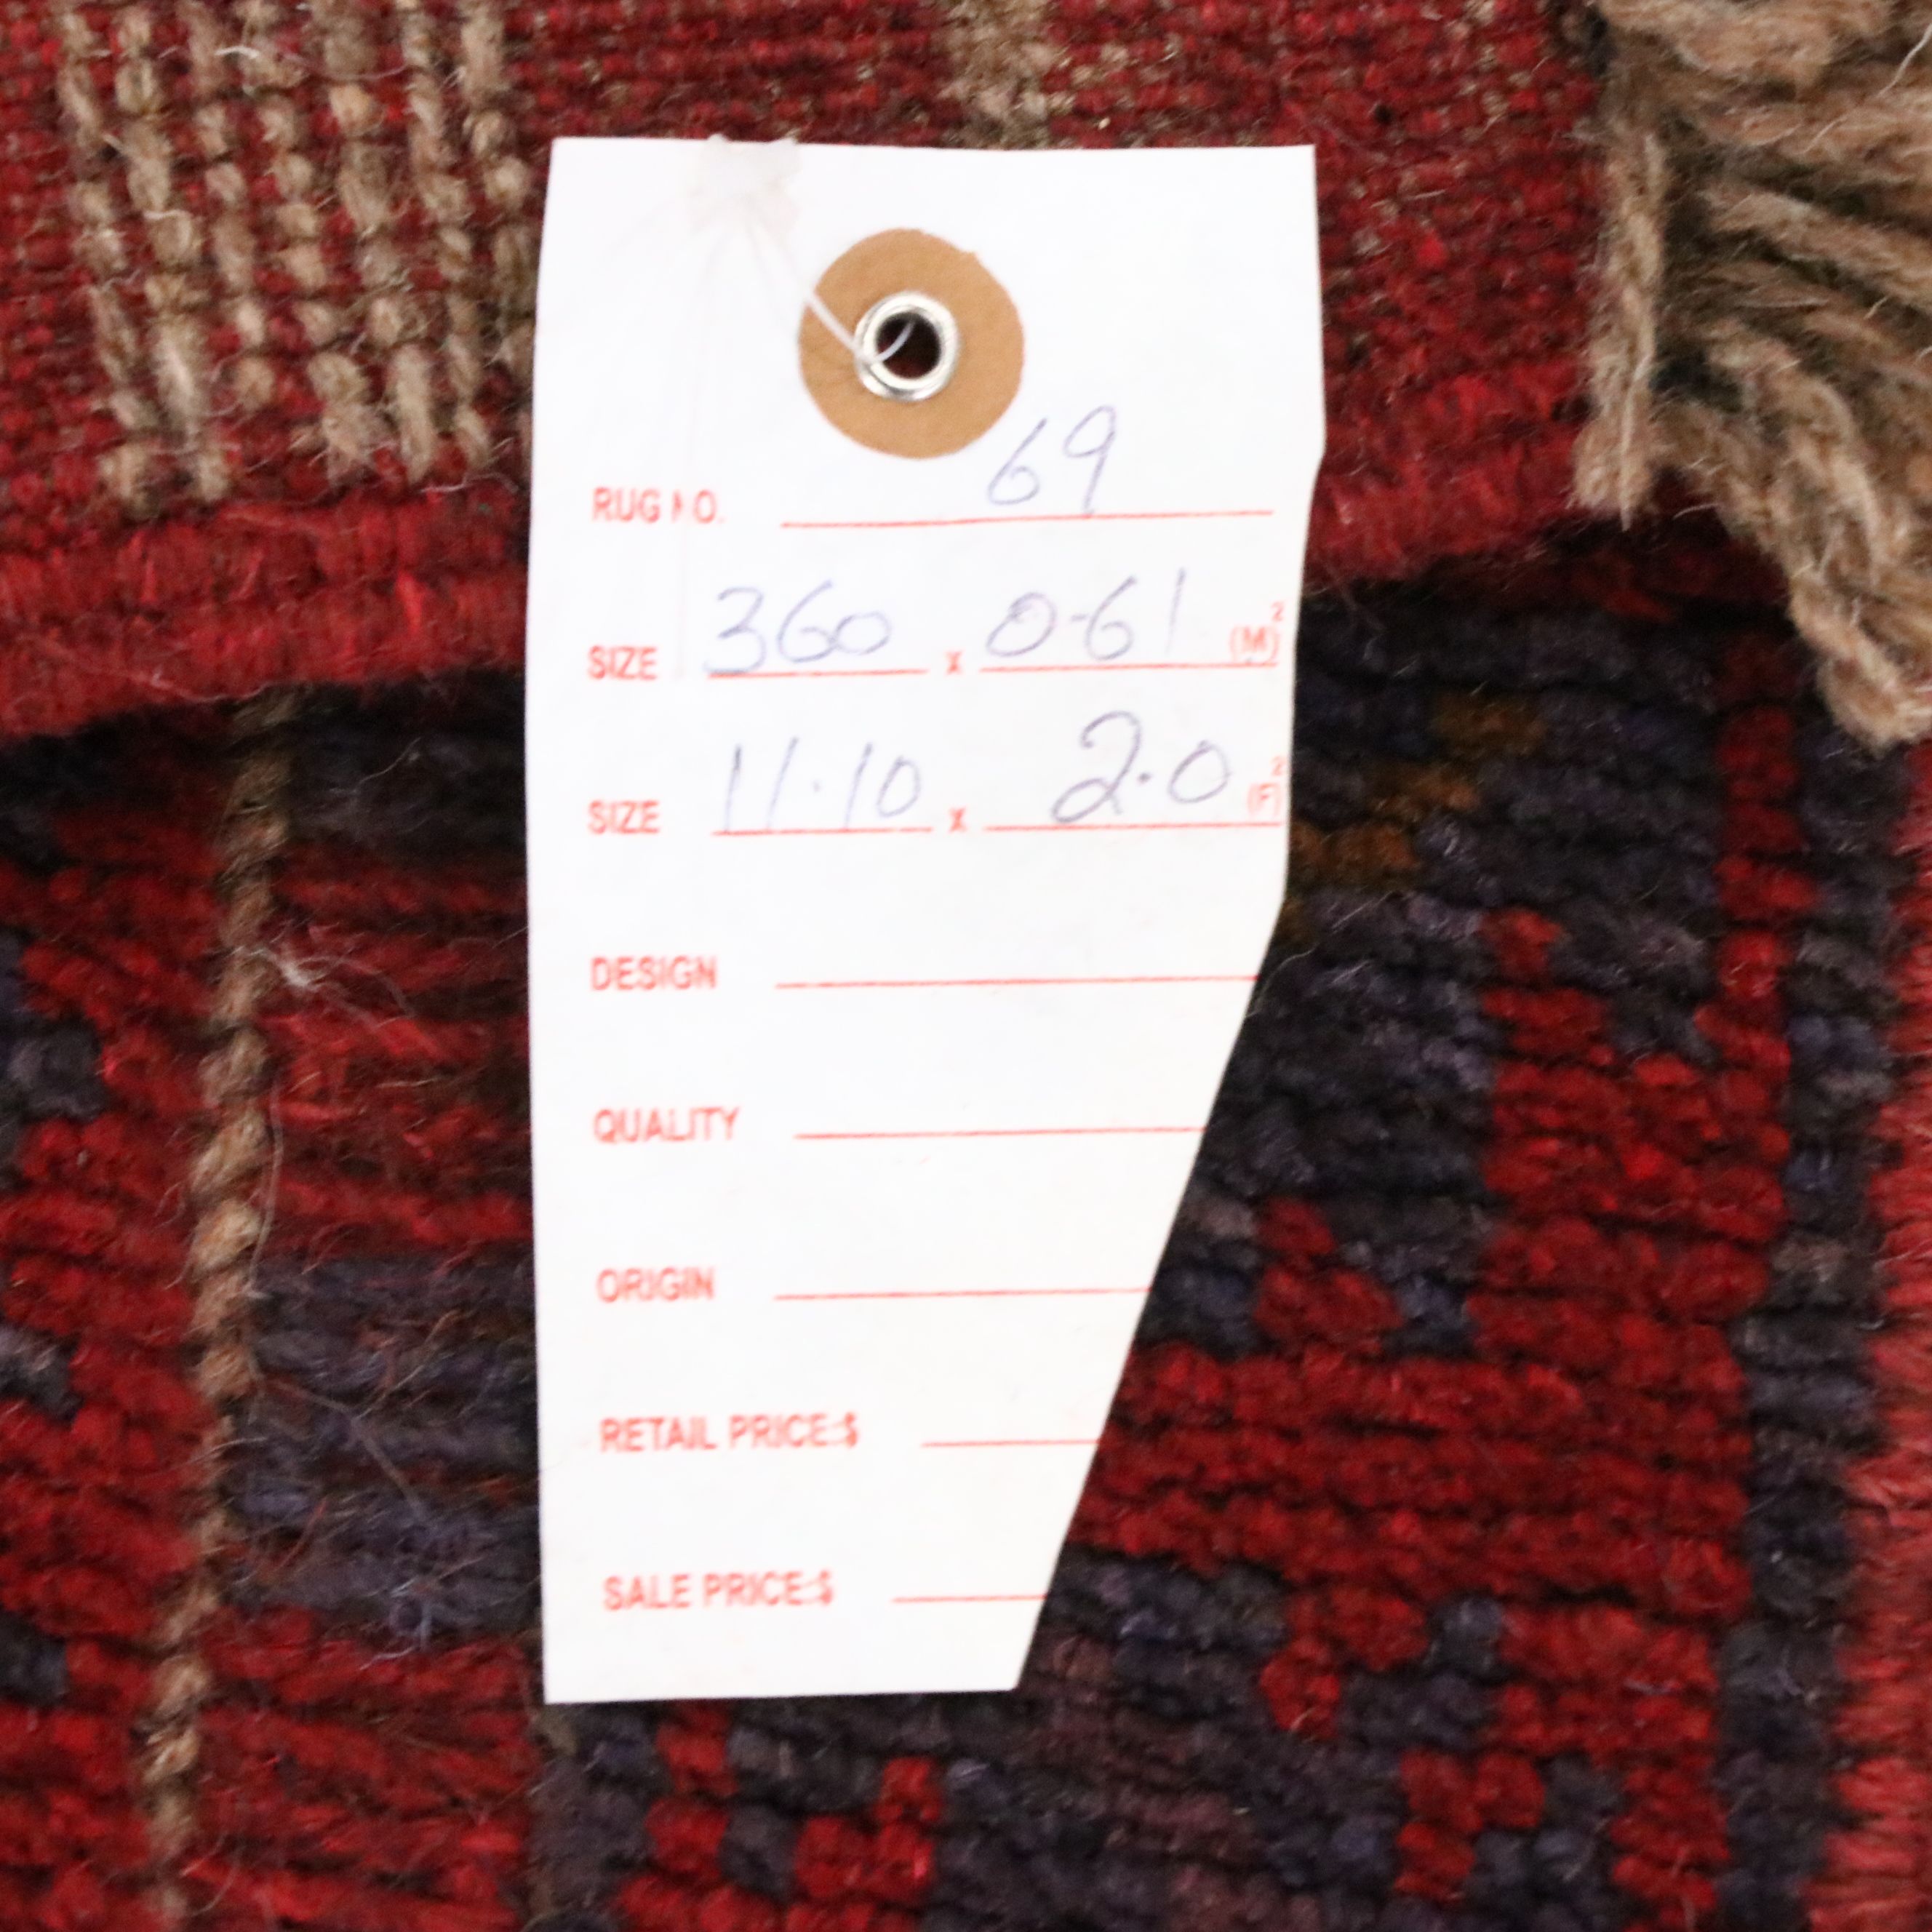 RUG NO. 69
SIZE 360 x 0.61 (M)²
SIZE 11.10 x 2.0 (F)²
DESIGN
QUALITY
ORIGIN
RETAIL PRICE:$
SALE PRICE:$